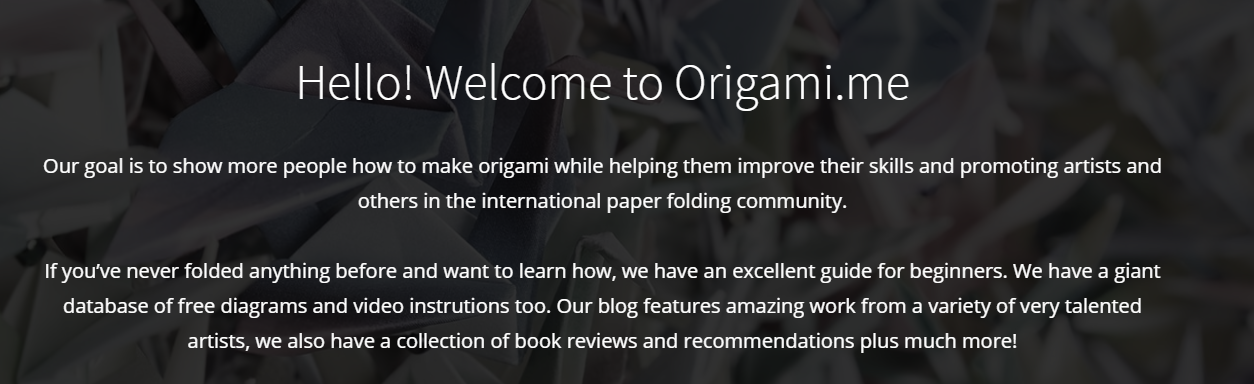 Hello! Welcome to Origami.me
Our goal is to show more people how to make origami while helping them improve their skills and promoting artists and
others in the international paper folding community.
If you’ve never folded anything before and want to learn how, we have an excellent guide for beginners. We have a giant
database of free diagrams and video instrutions too. Our blog features amazing work from a variety of very talented
artists, we also have a collection of book reviews and recommendations plus much more!